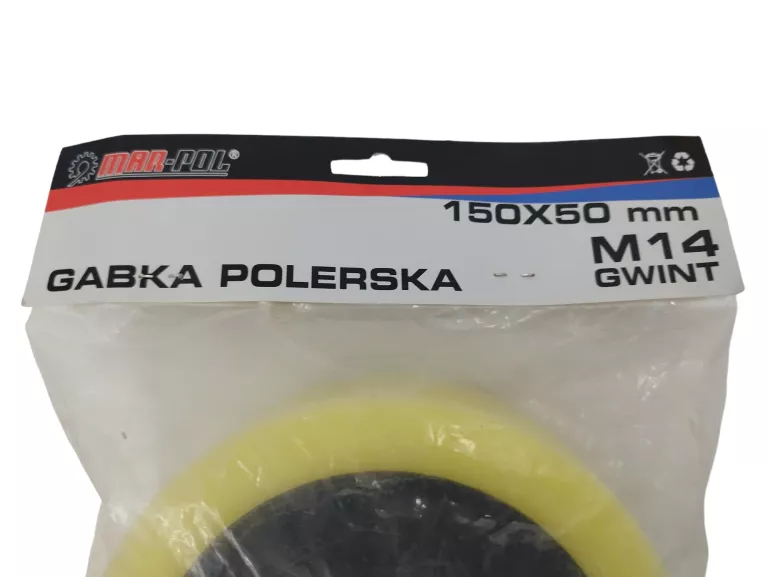 MAR-POL®
150X50 mm
M14
GWINT
GABKA POLERSKA